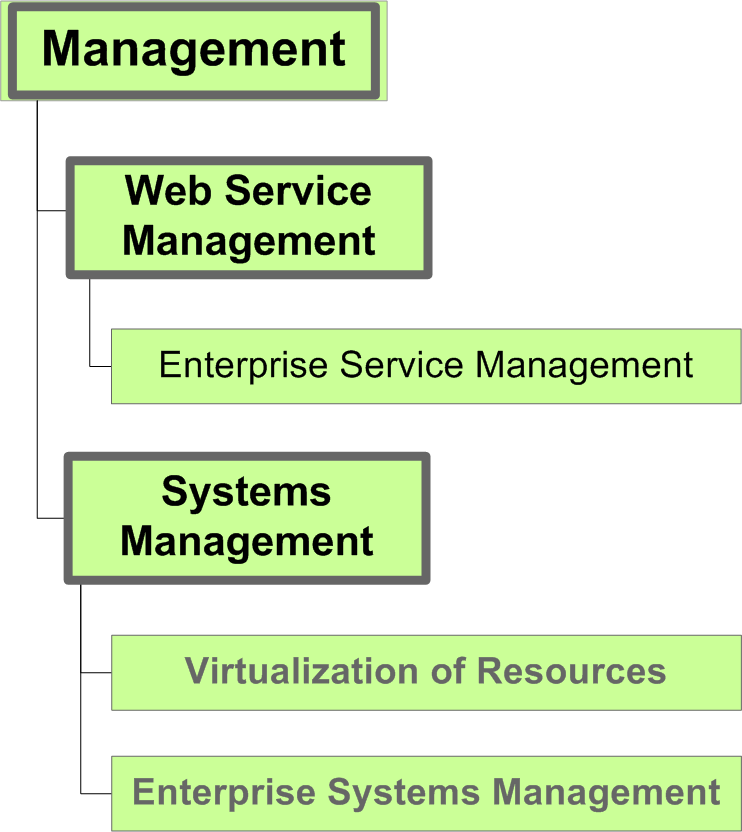 Management
Web Service
Management
Enterprise Service Management
Systems
Management
Virtualization of Resources
Enterprise Systems Management